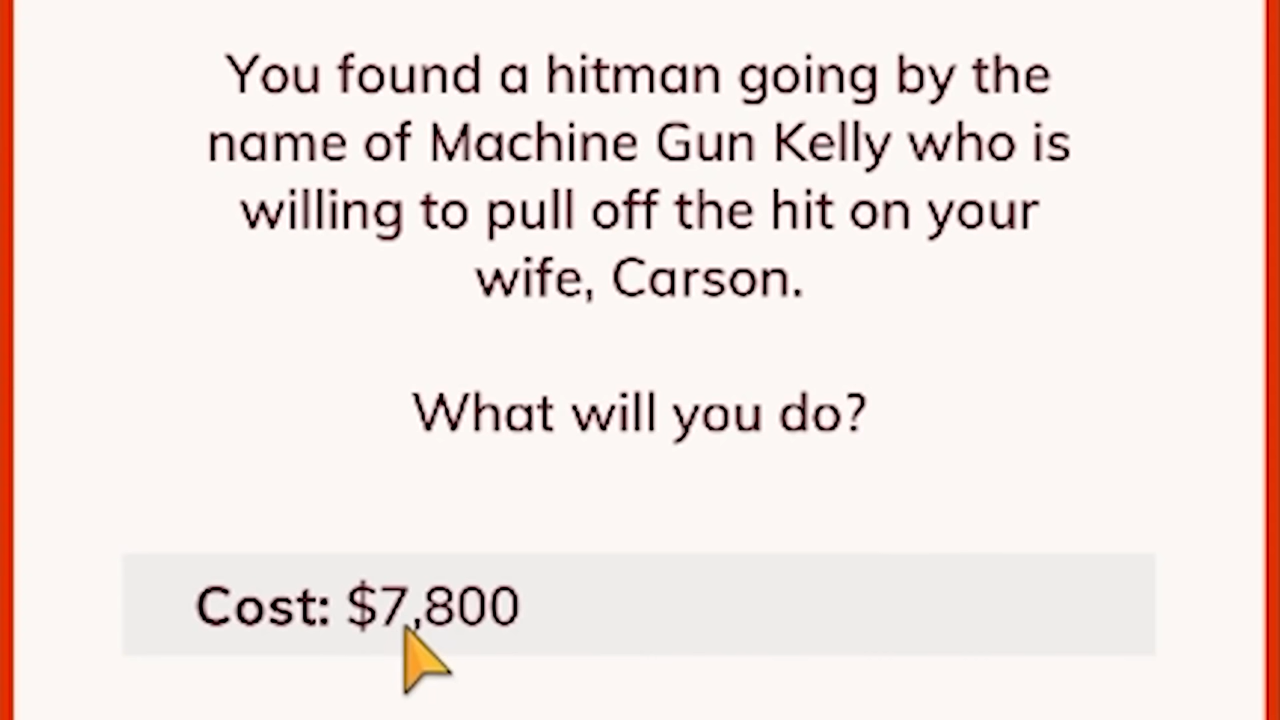 You found a hitman going by the
name of Machine Gun Kelly who is
willing to pull off the hit on your
wife, Carson.
What will you do?
Cost: $7,800